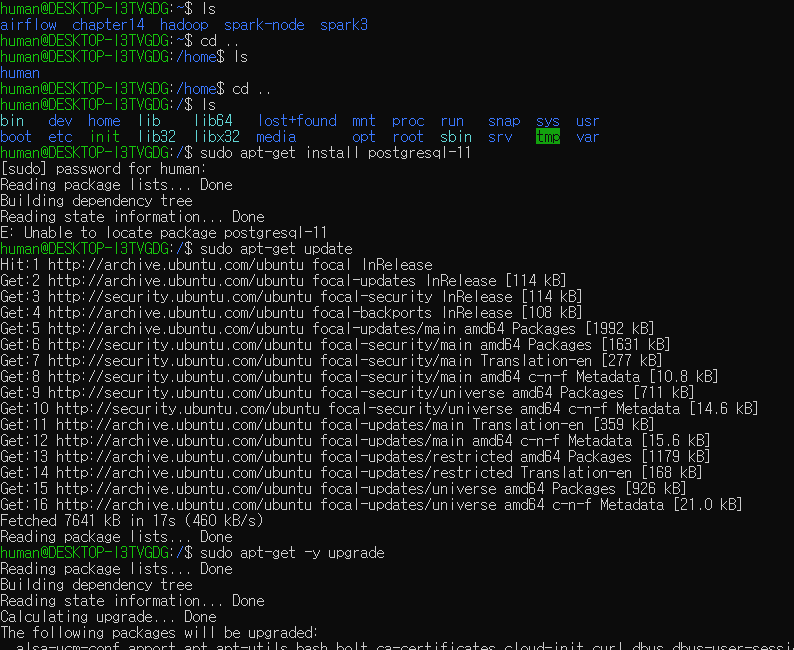 human@DESKTOP-I3TVGDG:~$ ls
airflow  chapter14  hadoop  spark-node  spark3
human@DESKTOP-I3TVGDG:~$ cd ..
human@DESKTOP-I3TVGDG:/home$ ls
human
human@DESKTOP-I3TVGDG:/home$ cd ..
human@DESKTOP-I3TVGDG:/$ ls
bin   dev  home  lib    lib64   lost+found  mnt  proc  run   snap  sys  usr
boot  etc  init  lib32  libx32  media       opt  root  sbin  srv   tmp  var
human@DESKTOP-I3TVGDG:/$ sudo apt-get install postgresql-11
[sudo] password for human:
Reading package lists... Done
Building dependency tree
Reading state information... Done
E: Unable to locate package postgresql-11
human@DESKTOP-I3TVGDG:/$ sudo apt-get update
Hit:1 http://archive.ubuntu.com/ubuntu focal InRelease
Get:2 http://archive.ubuntu.com/ubuntu focal-updates InRelease [114 kB]
Get:3 http://security.ubuntu.com/ubuntu focal-security InRelease [114 kB]
Get:4 http://archive.ubuntu.com/ubuntu focal-backports InRelease [108 kB]
Get:5 http://archive.ubuntu.com/ubuntu focal-updates/main amd64 Packages [1992 kB]
Get:6 http://security.ubuntu.com/ubuntu focal-security/main amd64 Packages [1631 kB]
Get:7 http://security.ubuntu.com/ubuntu focal-security/main Translation-en [277 kB]
Get:8 http://security.ubuntu.com/ubuntu focal-security/main amd64 c-n-f Metadata [10.8 kB]
Get:9 http://security.ubuntu.com/ubuntu focal-security/universe amd64 Packages [711 kB]
Get:10 http://security.ubuntu.com/ubuntu focal-security/universe amd64 c-n-f Metadata [14.6 kB]
Get:11 http://archive.ubuntu.com/ubuntu focal-updates/main Translation-en [359 kB]
Get:12 http://archive.ubuntu.com/ubuntu focal-updates/main amd64 c-n-f Metadata [15.6 kB]
Get:13 http://archive.ubuntu.com/ubuntu focal-updates/restricted amd64 Packages [1179 kB]
Get:14 http://archive.ubuntu.com/ubuntu focal-updates/restricted Translation-en [168 kB]
Get:15 http://archive.ubuntu.com/ubuntu focal-updates/universe amd64 Packages [926 kB]
Get:16 http://archive.ubuntu.com/ubuntu focal-updates/universe amd64 c-n-f Metadata [21.0 kB]
Fetched 7641 kB in 17s (460 kB/s)
Reading package lists... Done
human@DESKTOP-I3TVGDG:/$ sudo apt-get -y upgrade
Reading package lists... Done
Building dependency tree
Reading state information... Done
Calculating upgrade... Done
The following packages will be upgraded:
alsa-ucm-conf apport apt apt-utils bash bolt ca-certificates cloud-init curl dbus